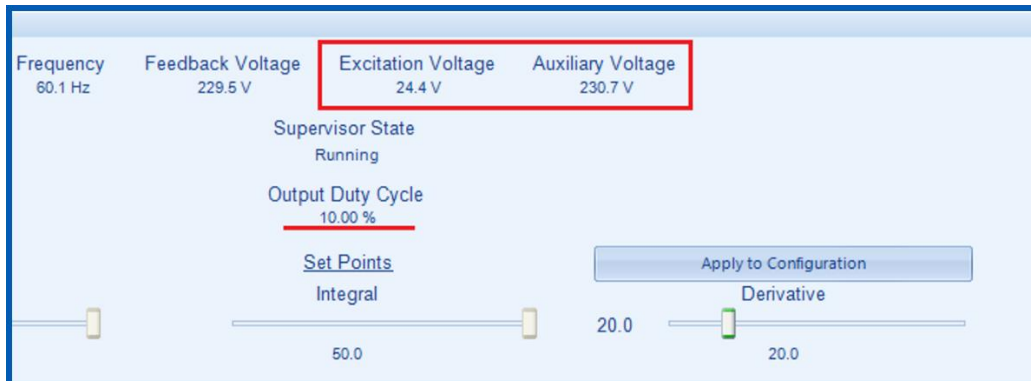 Frequency Feedback Voltage Excitation Voltage Auxiliary Voltage
60.1 Hz 229.5 V 24.4 V 230.7 V
Supervisor State
Running
Output Duty Cycle
10.00 %
Set Points Apply to Configuration
Integral Derivative
20.0
50.0 20.0